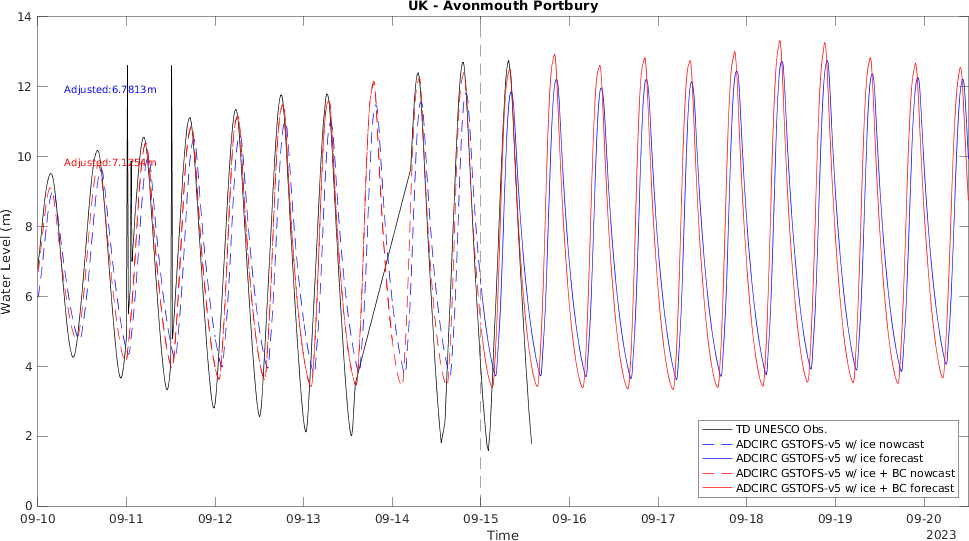 UK - Avonmouth Portbury
14
12
10
8
6
4
2
0
Water Level (m)
Adjusted:6.7813m
Adjusted:7.1254m
TD UNESCO Obs.
ADCIRC GSTOFS-v5 w/ ice nowcast
ADCIRC GSTOFS-v5 w/ ice forecast
ADCIRC GSTOFS-v5 w/ ice + BC nowcast
ADCIRC GSTOFS-v5 w/ ice + BC forecast
09-10 09-11 09-12 09-13 09-14 09-15 09-16 09-17 09-18 09-19 09-20
Time
2023